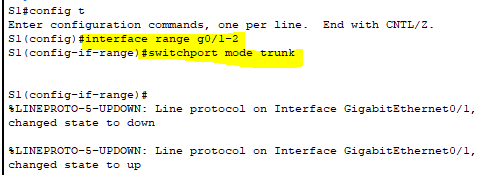 S1#config t
Enter configuration commands, one per line.  End with CNTL/Z.
S1(config)#interface range g0/1-2
S1(config-if-range)#switchport mode trunk
S1(config-if-range)#
%LINEPROTO-5-UPDOWN: Line protocol on Interface GigabitEthernet0/1,
changed state to down
%LINEPROTO-5-UPDOWN: Line protocol on Interface GigabitEthernet0/1,
changed state to up